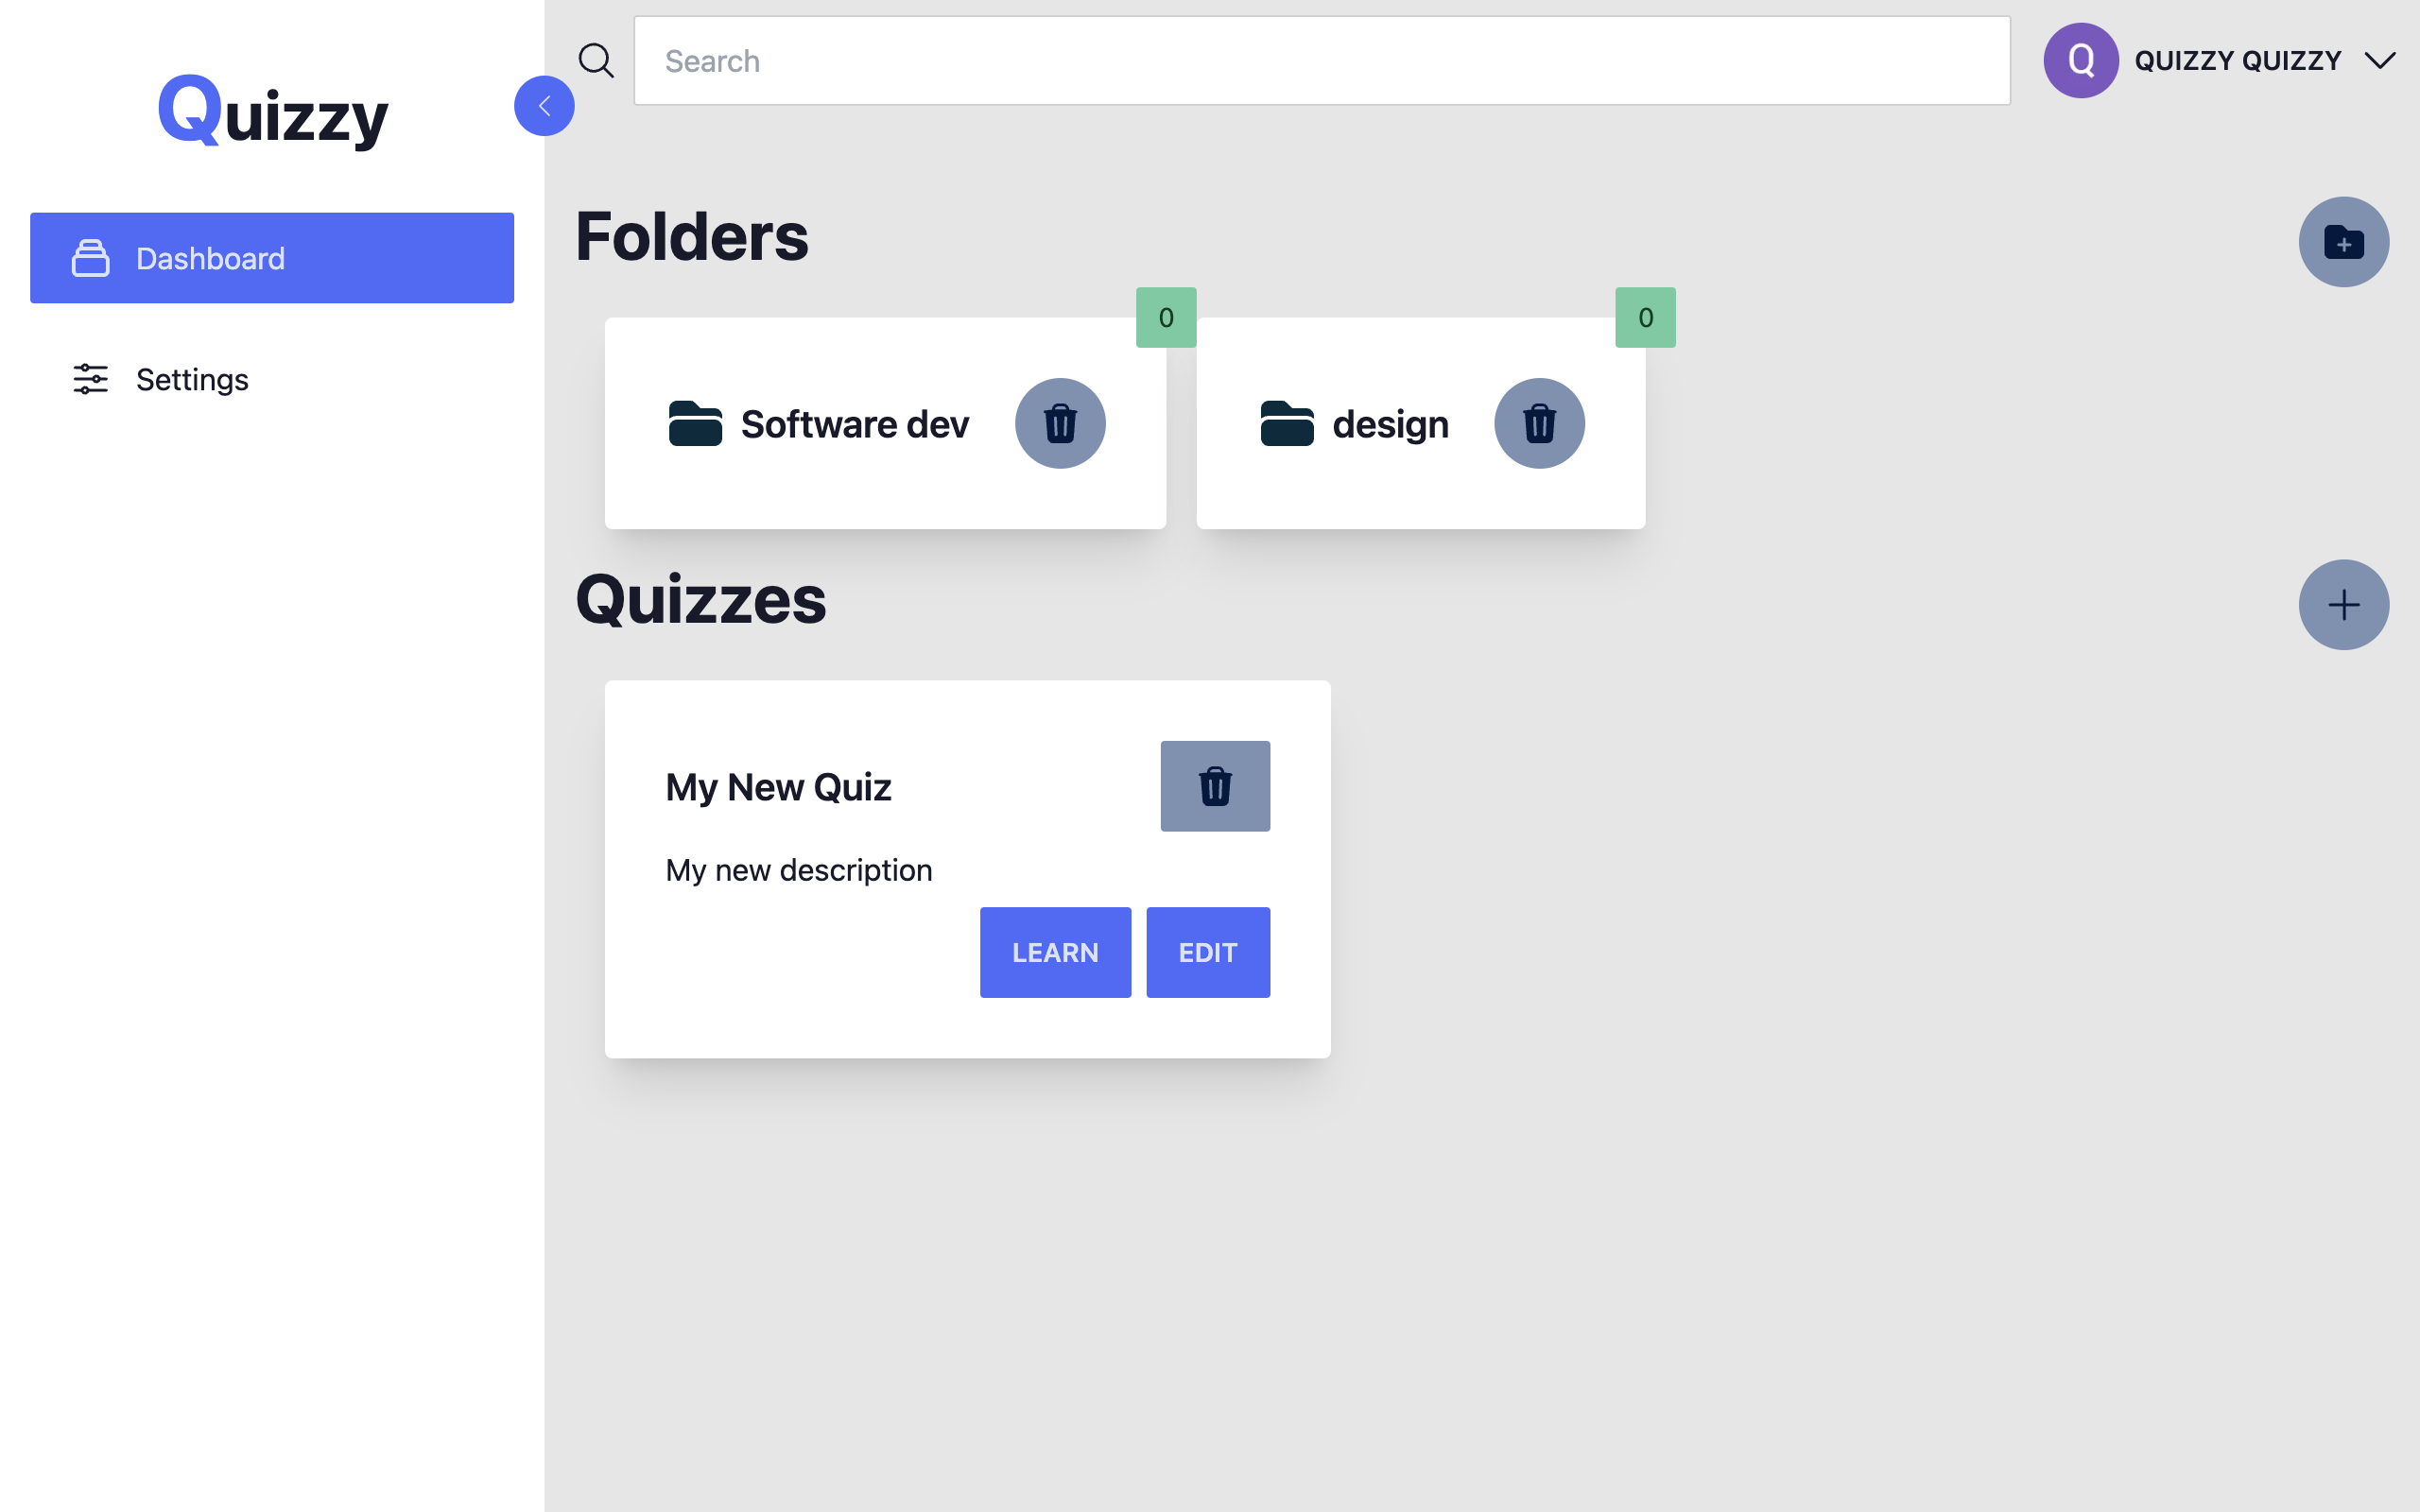 Quizzy
Search
Q QUIZZY QUIZZY
Dashboard
Settings
Folders
0
0
Software dev
design
Quizzes
My New Quiz
My new description
LEARN
EDIT